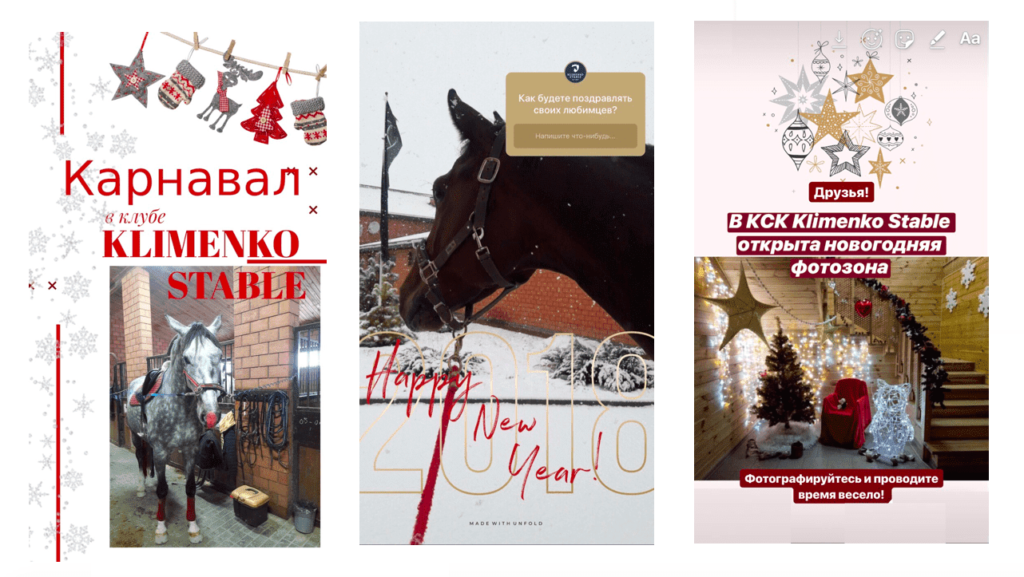 Карнавал
в клубе
KLIMENKO
STABLE
Как будете поздравлять
своих любимцев?
Напишите что-нибудь...
2018
Happy
New
Year!
MADE WITH UNFOLD
Aa
Друзья!
В КСК Klimenko Stable
открыта новогодняя
фотозона
Фотографируйтесь и проводите
время весело!